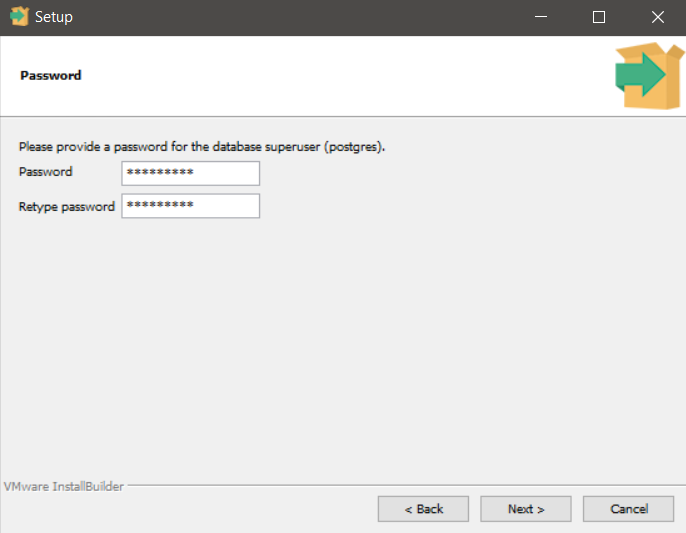 Setup
Password
Please provide a password for the database superuser (postgres).
Password *********
Retype password *********
VMware InstallBuilder
< Back Next > Cancel